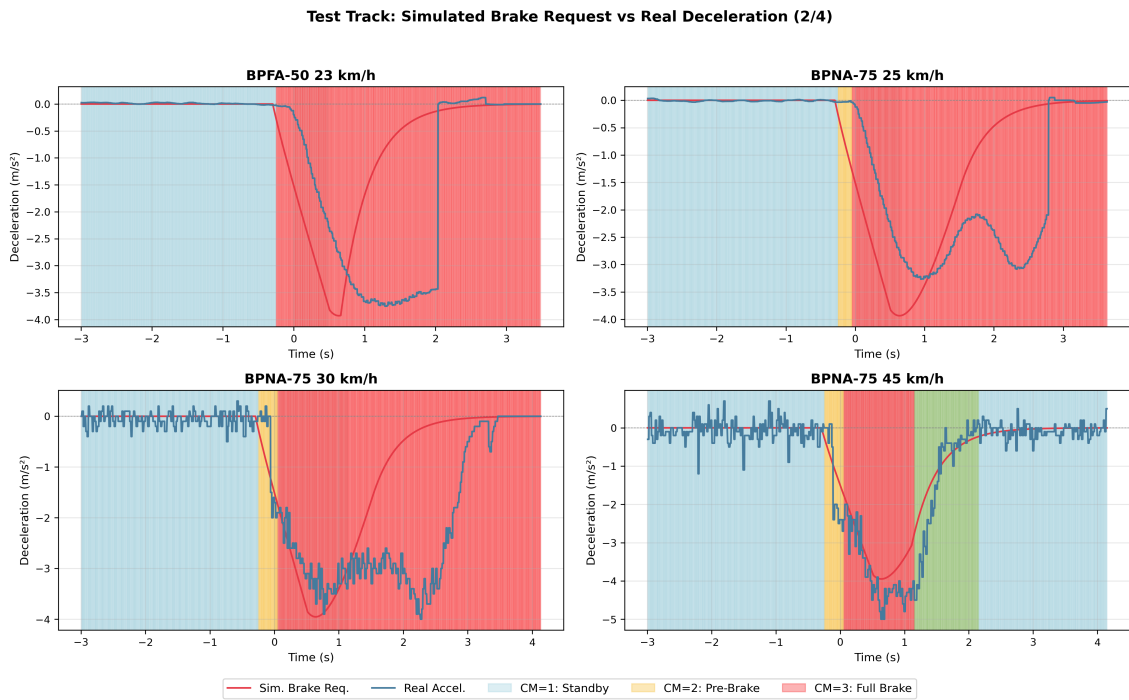 Test Track: Simulated Brake Request vs Real Deceleration (2/4)
BPFA-50 23 km/h
Deceleration (m/s²)
0.0
−0.5
−1.0
−1.5
−2.0
−2.5
−3.0
−3.5
−4.0
−3 −2 −1 0 1 2 3
Time (s)
BPNA-75 25 km/h
Deceleration (m/s²)
0.0
−0.5
−1.0
−1.5
−2.0
−2.5
−3.0
−3.5
−4.0
−3 −2 −1 0 1 2 3
Time (s)
BPNA-75 30 km/h
Deceleration (m/s²)
0
−1
−2
−3
−4
−3 −2 −1 0 1 2 3 4
Time (s)
BPNA-75 45 km/h
Deceleration (m/s²)
0
−1
−2
−3
−4
−5
−3 −2 −1 0 1 2 3 4
Time (s)
Sim. Brake Req. Real Accel. CM=1: Standby CM=2: Pre-Brake CM=3: Full Brake